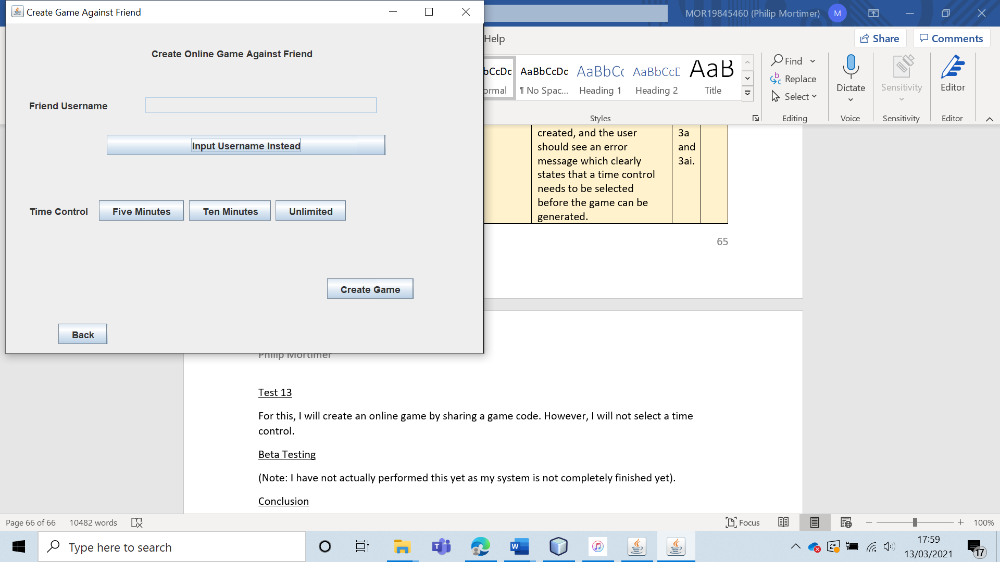 Create Game Against Friend
Create Online Game Against Friend
Friend Username
Input Username Instead
Time Control
Five Minutes
Ten Minutes
Unlimited
Create Game
Back
MOR19845460 (Philip Mortimer)
M
Help
Share
Comments
bCcDc
ormal
AaBbCcDc
¶ No Spac...
AaBbC
Heading 1
AaBbCcE
Heading 2
AaB
Title
Styles
Find
Replace
Select
Editing
Dictate
Voice
Sensitivity
Sensitivity
Editor
Editor
created, and the user
should see an error
message which clearly
states that a time control
needs to be selected
before the game can be
generated.
3a
and
3ai.
65
Philip Mortimer
Test 13
For this, I will create an online game by sharing a game code. However, I will not select a time
control.
Beta Testing
(Note: I have not actually performed this yet as my system is not completely finished yet).
Conclusion
Page 66 of 66
10482 words
Focus
100%
Type here to search
17:59
13/03/2021
17